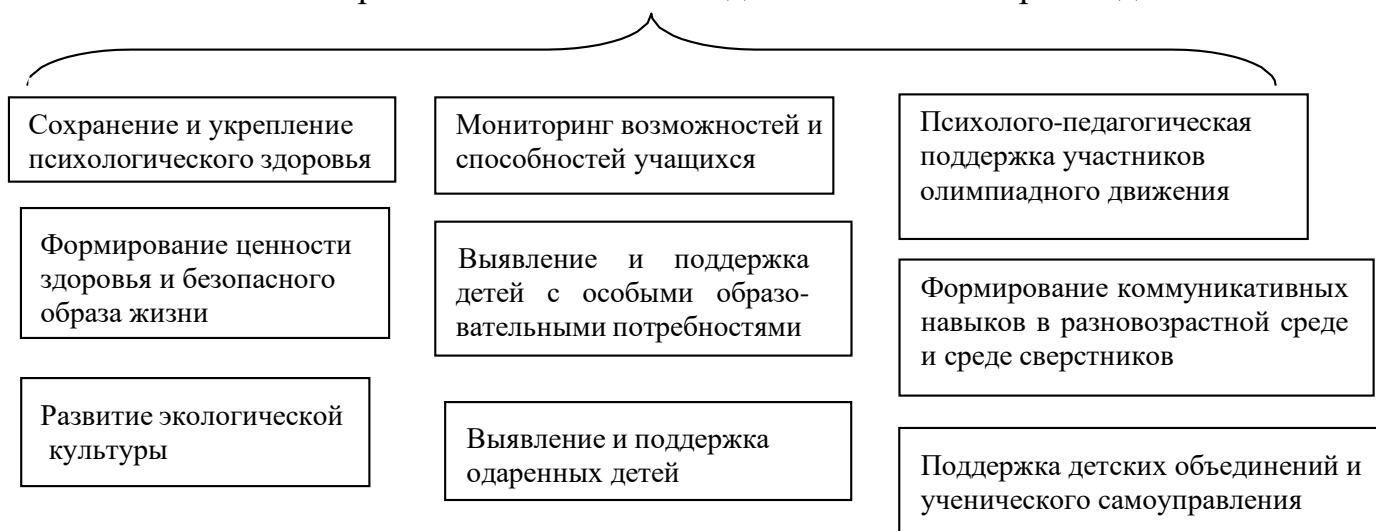 Сохранение и укрепление
психологического здоровья
Формирование ценности
здоровья и безопасного
образа жизни
Развитие экологической
культуры
Мониторинг возможностей и
способностей учащихся
Выявление и поддержка
детей с особыми образо-
вательными потребностями
Выявление и поддержка
одаренных детей
Психолого-педагогическая
поддержка участников
олимпиадного движения
Формирование коммуникативных
навыков в разновозрастной среде
и среде сверстников
Поддержка детских объединений и
ученического самоуправления